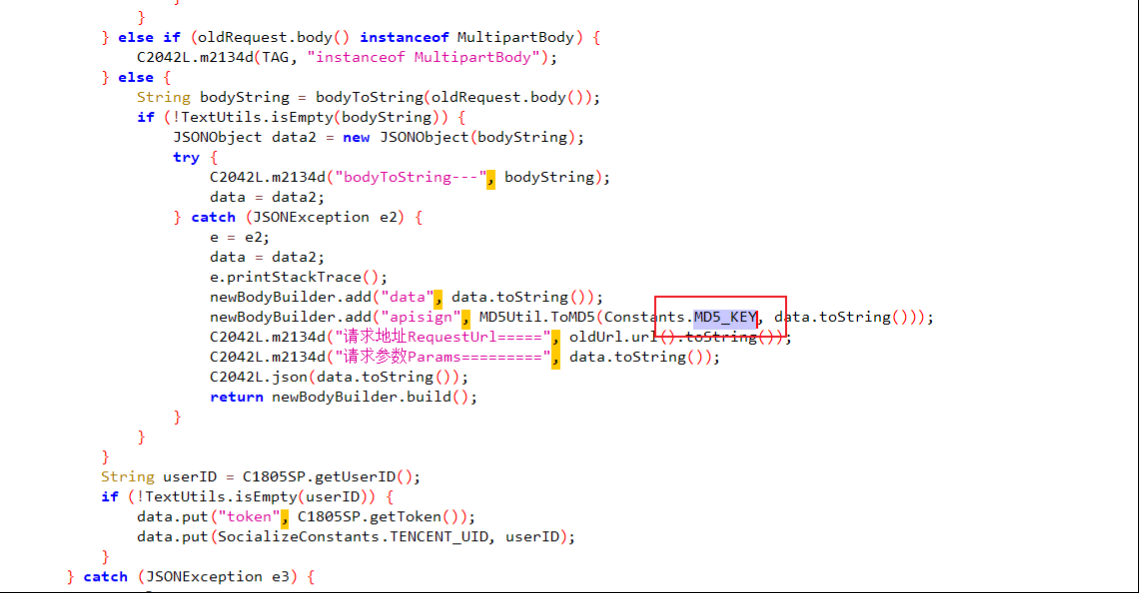 }
} else if (oldRequest.body() instanceof MultipartBody) {
C2042L.m2134d(TAG, "instanceof MultipartBody");
} else {
String bodyString = bodyToString(oldRequest.body());
if (!TextUtils.isEmpty(bodyString)) {
JSONObject data2 = new JSONObject(bodyString);
try {
C2042L.m2134d("bodyToString---", bodyString);
data = data2;
} catch (JSONException e2) {
e = e2;
data = data2;
e.printStackTrace();
newBodyBuilder.add("data", data.toString());
newBodyBuilder.add("apisign", MD5Util.ToMD5(Constants.MD5_KEY, data.toString()));
C2042L.m2134d("请求地址RequestUrl=====", oldUrl.url().toString());
C2042L.m2134d("请求参数Params=========", data.toString());
C2042L.json(data.toString());
return newBodyBuilder.build();
}
}
}
String userID = C1805SP.getUserID();
if (!TextUtils.isEmpty(userID)) {
data.put("token", C1805SP.getToken());
data.put(SocializeConstants.TENCENT_UID, userID);
}
} catch (JSONException e3) {